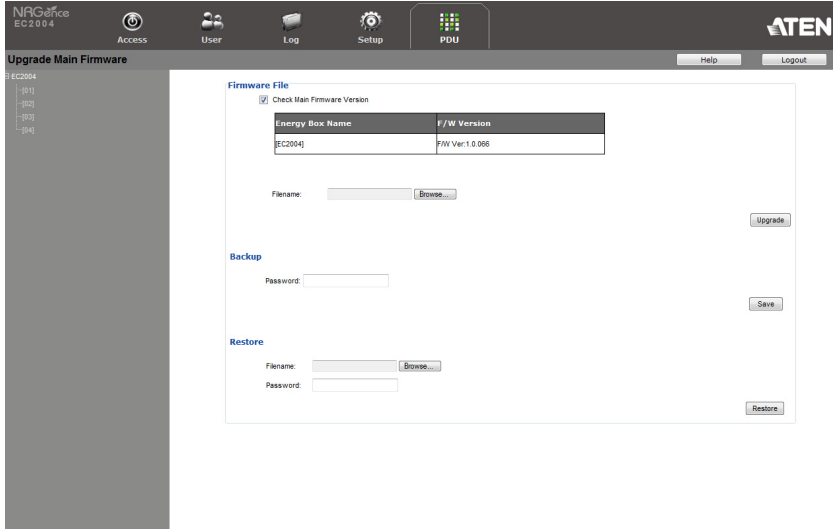 NRGence
EC2004
Access
User
Log
Setup
PDU
ATEN
Upgrade Main Firmware
Help
Logout
EC2004
[01]
[02]
[03]
[04]
Firmware File
Check Main Firmware Version
Energy Box Name F/W Version
[EC2004] F/W Ver:1.0.066
Filename: Browse...
Upgrade
Backup
Password:
Save
Restore
Filename: Browse...
Password:
Restore